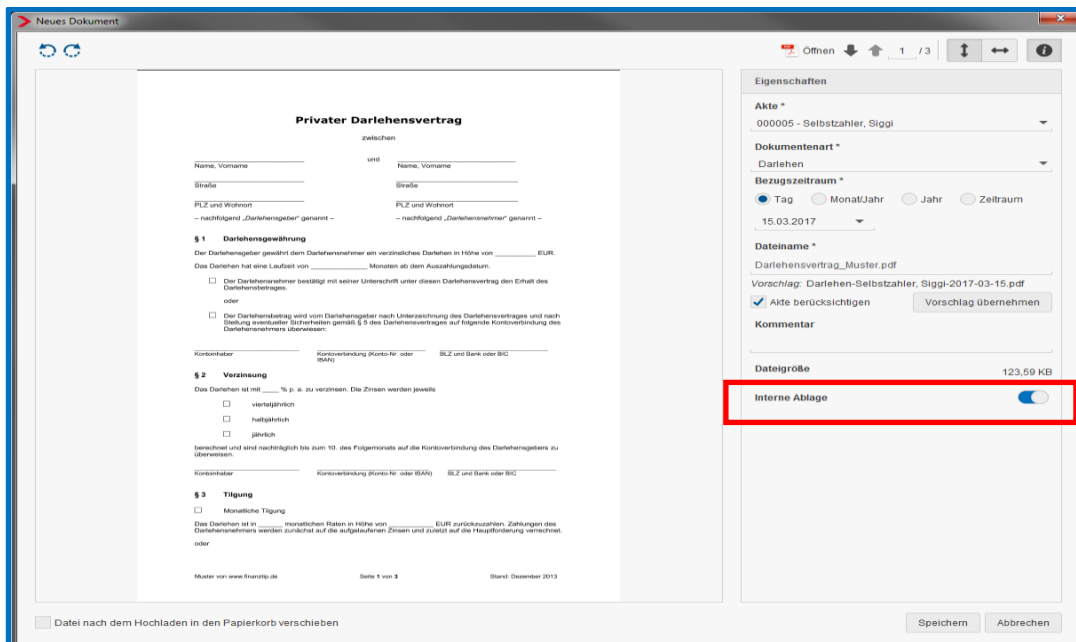 Neues Dokument
Öffnen 1 /3
Privater Darlehensvertrag
zwischen
und
Name, Vorname Name, Vorname
Straße Straße
PLZ und Wohnort PLZ und Wohnort
– nachfolgend „Darlehensgeber“ genannt – – nachfolgend „Darlehensnehmer“ genannt –
§ 1 Darlehensgewährung
Der Darlehensgeber gewährt dem Darlehensnehmer ein verzinsliches Darlehen in Höhe von __________ EUR.
Das Darlehen hat eine Laufzeit von ____________________ Monaten ab dem Auszahlungsdatum.
Der Darlehensnehmer bestätigt mit seiner Unterschrift unter diesen Darlehensvertrag den Erhalt des
Darlehensbetrages.
oder
Der Darlehensbetrag wird vom Darlehensgeber nach Unterzeichnung des Darlehensvertrages und nach
Stellung eventueller Sicherheiten gemäß § 5 des Darlehensvertrages auf folgende Kontoverbindung des
Darlehensnehmers überwiesen:
Kontoinhaber Kontoverbindung (Konto-Nr. oder BLZ und Bank oder BIC
IBAN)
§ 2 Verzinsung
Das Darlehen ist mit ____ % p. a. zu verzinsen. Die Zinsen werden jeweils
vierteljährlich
halbjährlich
jährlich
berechnet und sind nachträglich bis zum 10. des Folgemonats auf die Kontoverbindung des Darlehensgebers zu
überweisen.
Kontoinhaber Kontoverbindung (Konto-Nr. oder IBAN) BLZ und Bank oder BIC
§ 3 Tilgung
Monatliche Tilgung
Das Darlehen ist in ______ monatlichen Raten in Höhe von ___________ EUR zurückzuzahlen. Zahlungen des
Darlehensnehmers werden zunächst auf die aufgelaufenen Zinsen und zuletzt auf die Hauptforderung verrechnet.
oder
Muster von www.finanztip.de Seite 1 von 3 Stand: Dezember 2013
Eigenschaften
Akte *
000005 - Selbstzahler, Siggi
Dokumentenart *
Darlehen
Bezugszeitraum *
Tag Monat/Jahr Jahr Zeitraum
15.03.2017
Dateiname *
Darlehensvertrag_Muster.pdf
Vorschlag: Darlehen-Selbstzahler, Siggi-2017-03-15.pdf
Akte berücksichtigen Vorschlag übernehmen
Kommentar
Dateigröße 123,59 KB
Interne Ablage
Datei nach dem Hochladen in den Papierkorb verschieben Speichern Abbrechen